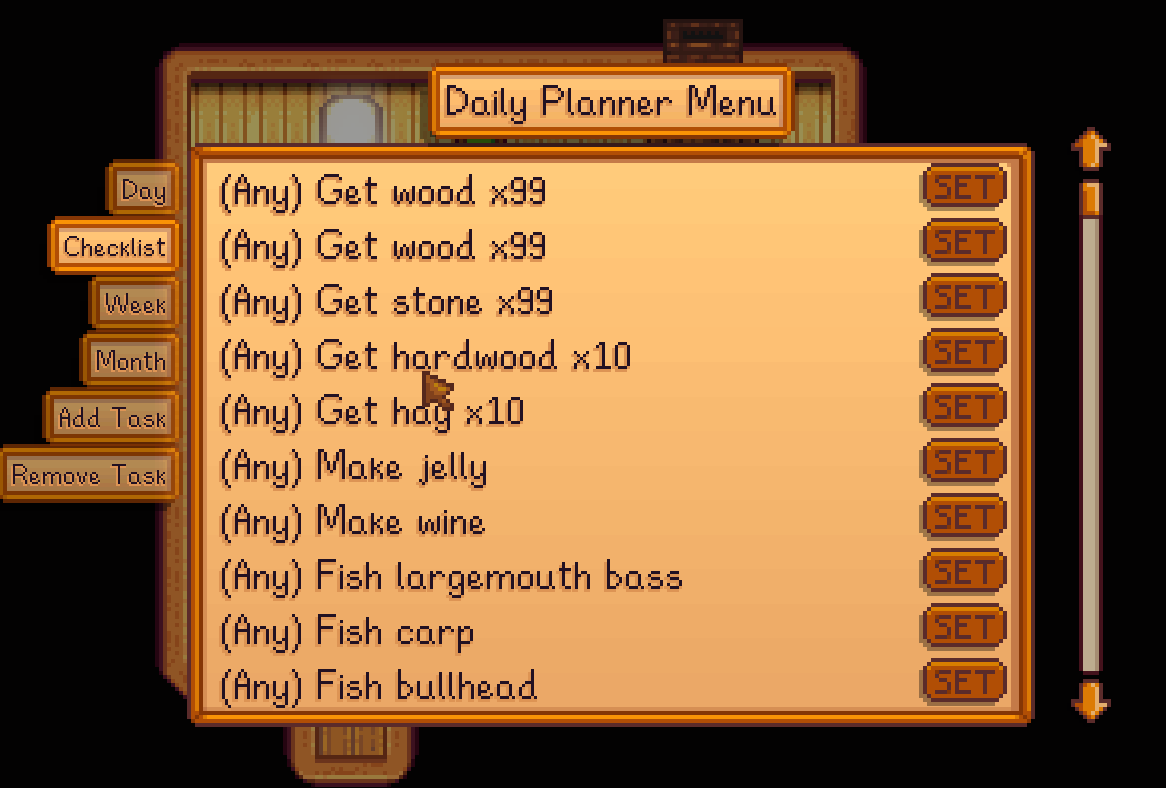 Daily Planner Menu
Day
Checklist
Week
Month
Add Task
Remove Task
(Any) Get wood x99 SET
(Any) Get wood x99 SET
(Any) Get stone x99 SET
(Any) Get hardwood x10 SET
(Any) Get hay x10 SET
(Any) Make jelly SET
(Any) Make wine SET
(Any) Fish largemouth bass SET
(Any) Fish carp SET
(Any) Fish bullhead SET